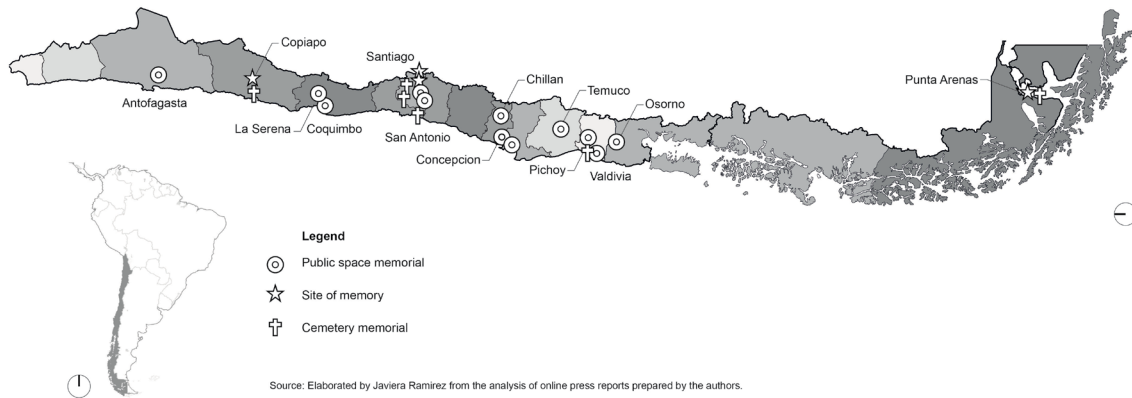 Copiapo
Santiago
Chillan
Temuco
Osorno
Punta Arenas
Antofagasta
La Serena
Coquimbo
San Antonio
Concepcion
Pichoy
Valdivia
Legend
Public space memorial
Site of memory
Cemetery memorial
Source: Elaborated by Javiera Ramirez from the analysis of online press reports prepared by the authors.